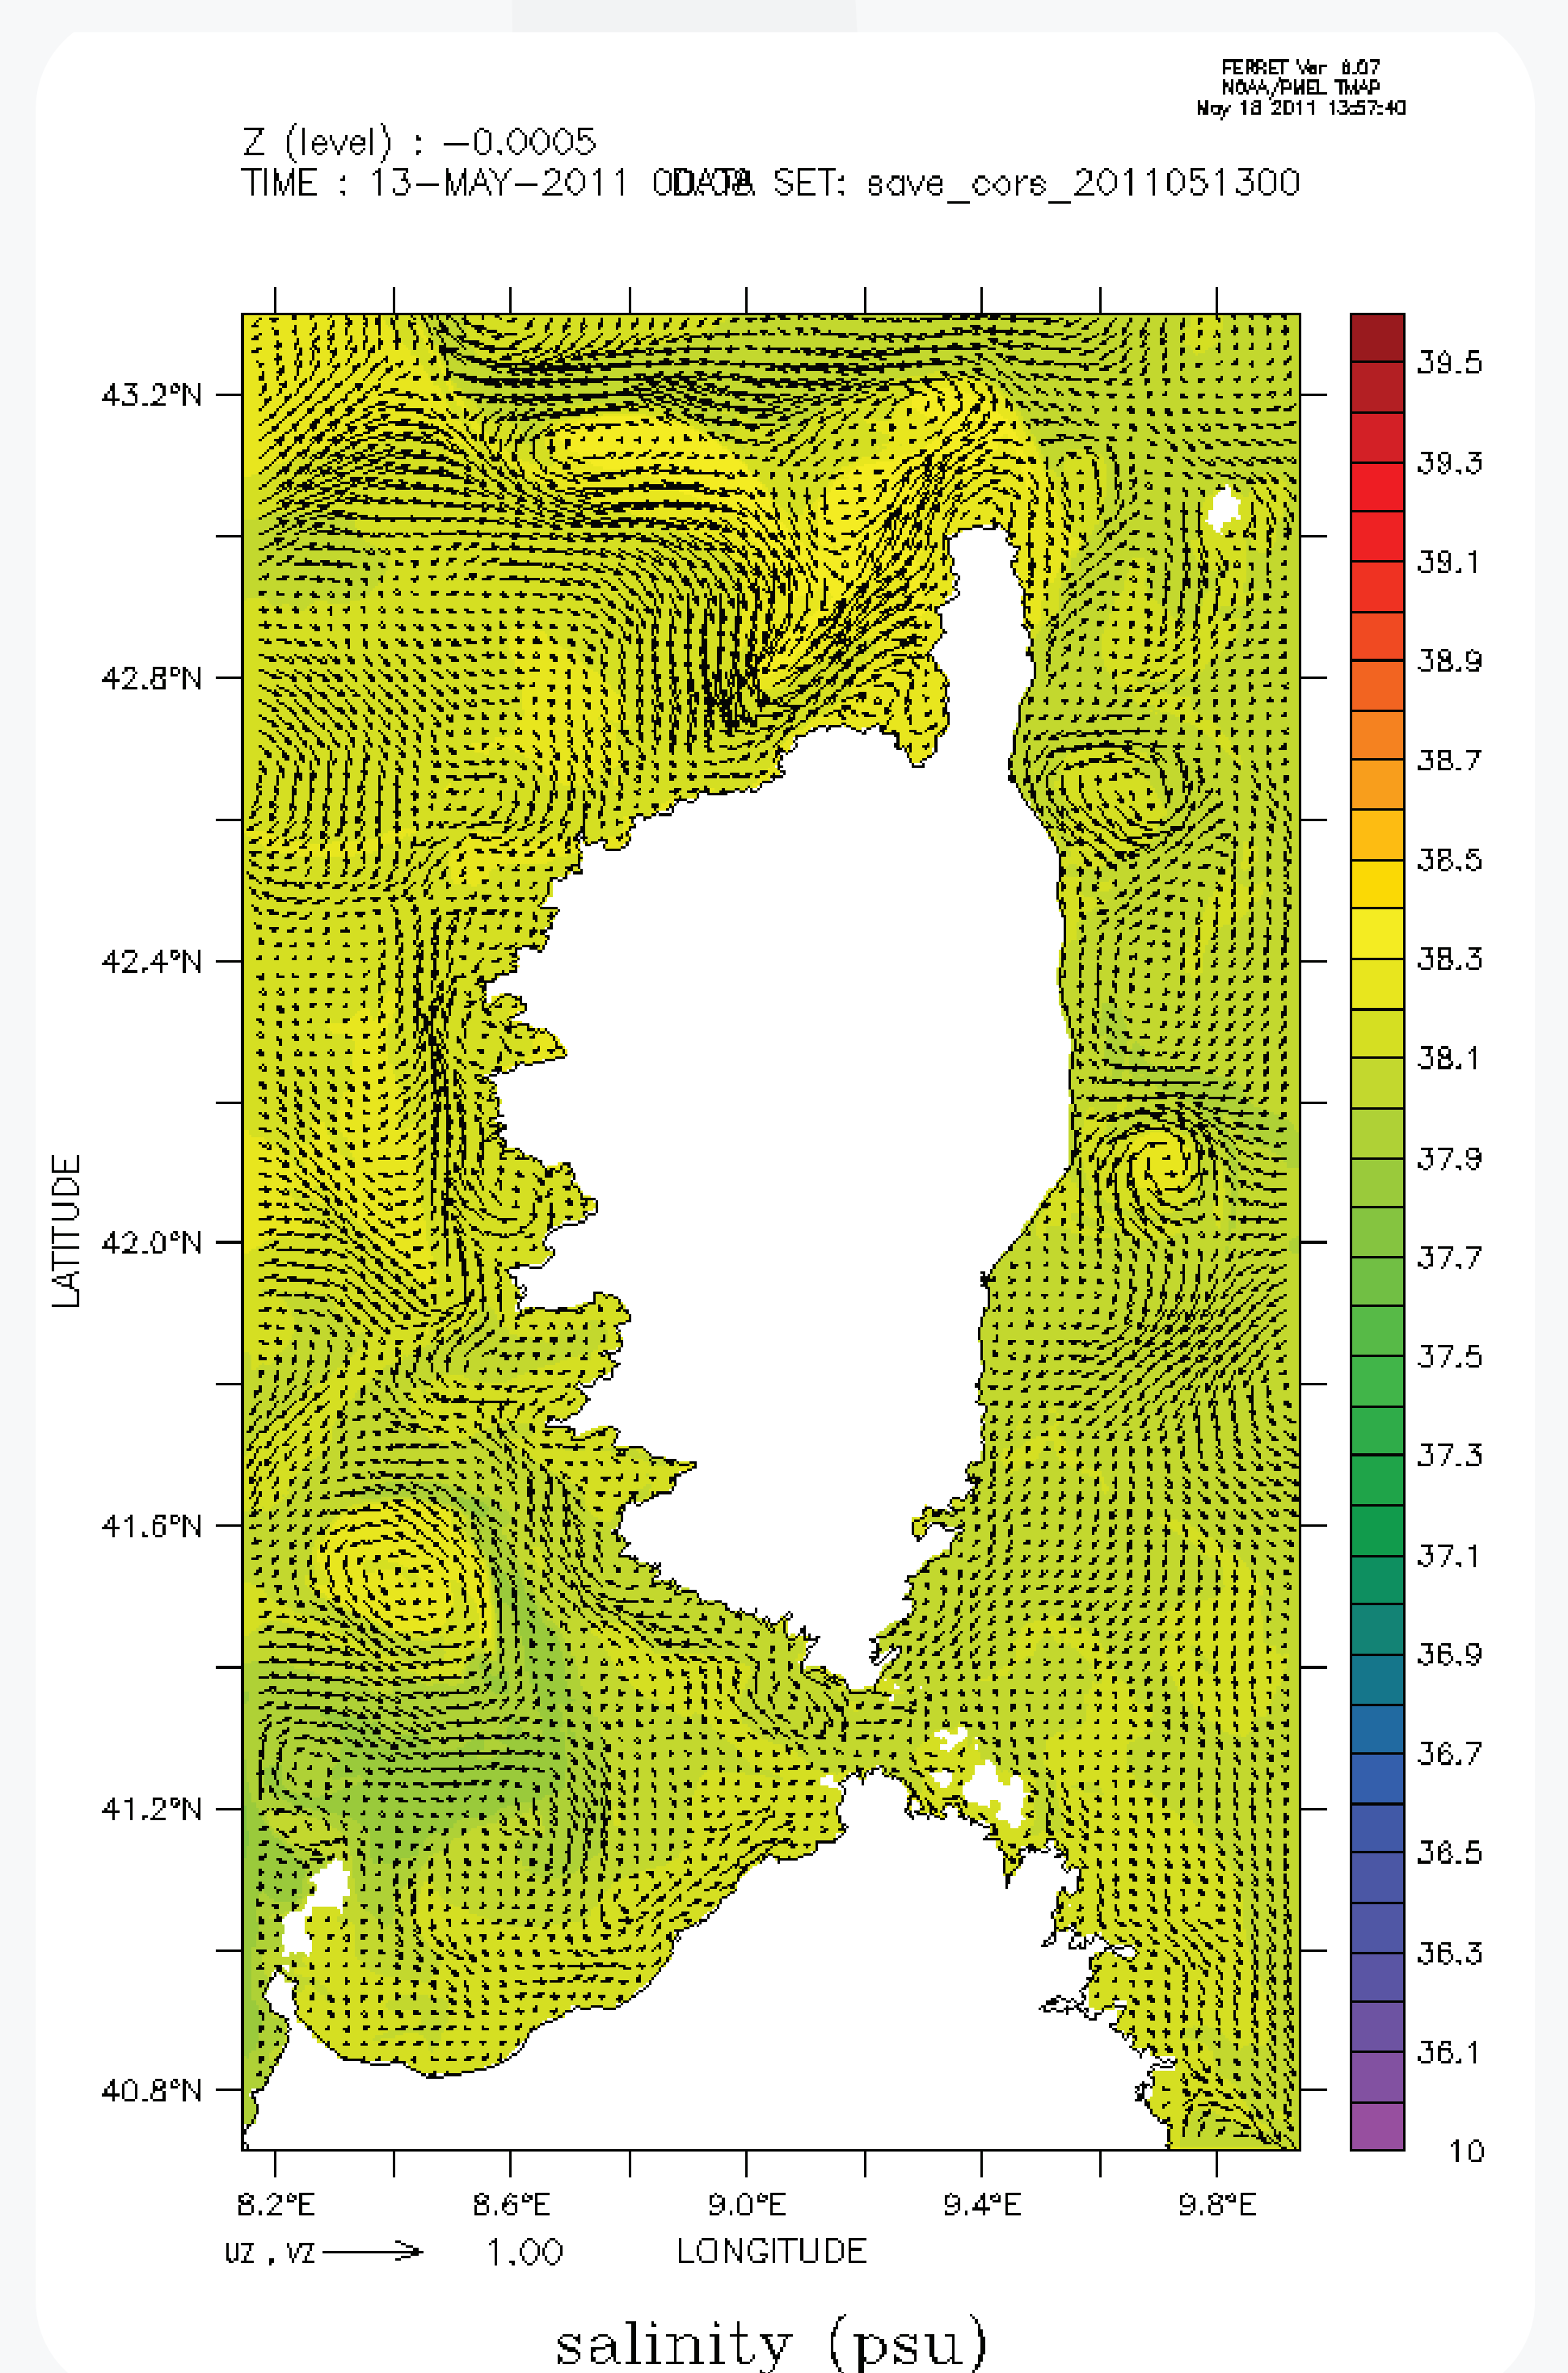 FERRET Ver 6.07
NOAA/PMEL TMAP
May 18 2011 13:57:40
Z (level) : -0.0005
TIME : 13-MAY-2011 DATA SET: save_cors_2011051300
39.5
43.2°N
39.3
39.1
38.9
42.8°N
38.7
38.5
42.4°N
38.3
38.1
37.9
LATITUDE
42.0°N
37.7
37.5
37.3
41.6°N
37.1
36.9
36.7
41.2°N
36.5
36.3
36.1
40.8°N
10
8.2°E 8.6°E 9.0°E 9.4°E 9.8°E
UZ , VZ 1.00 LONGITUDE
salinity (psu)